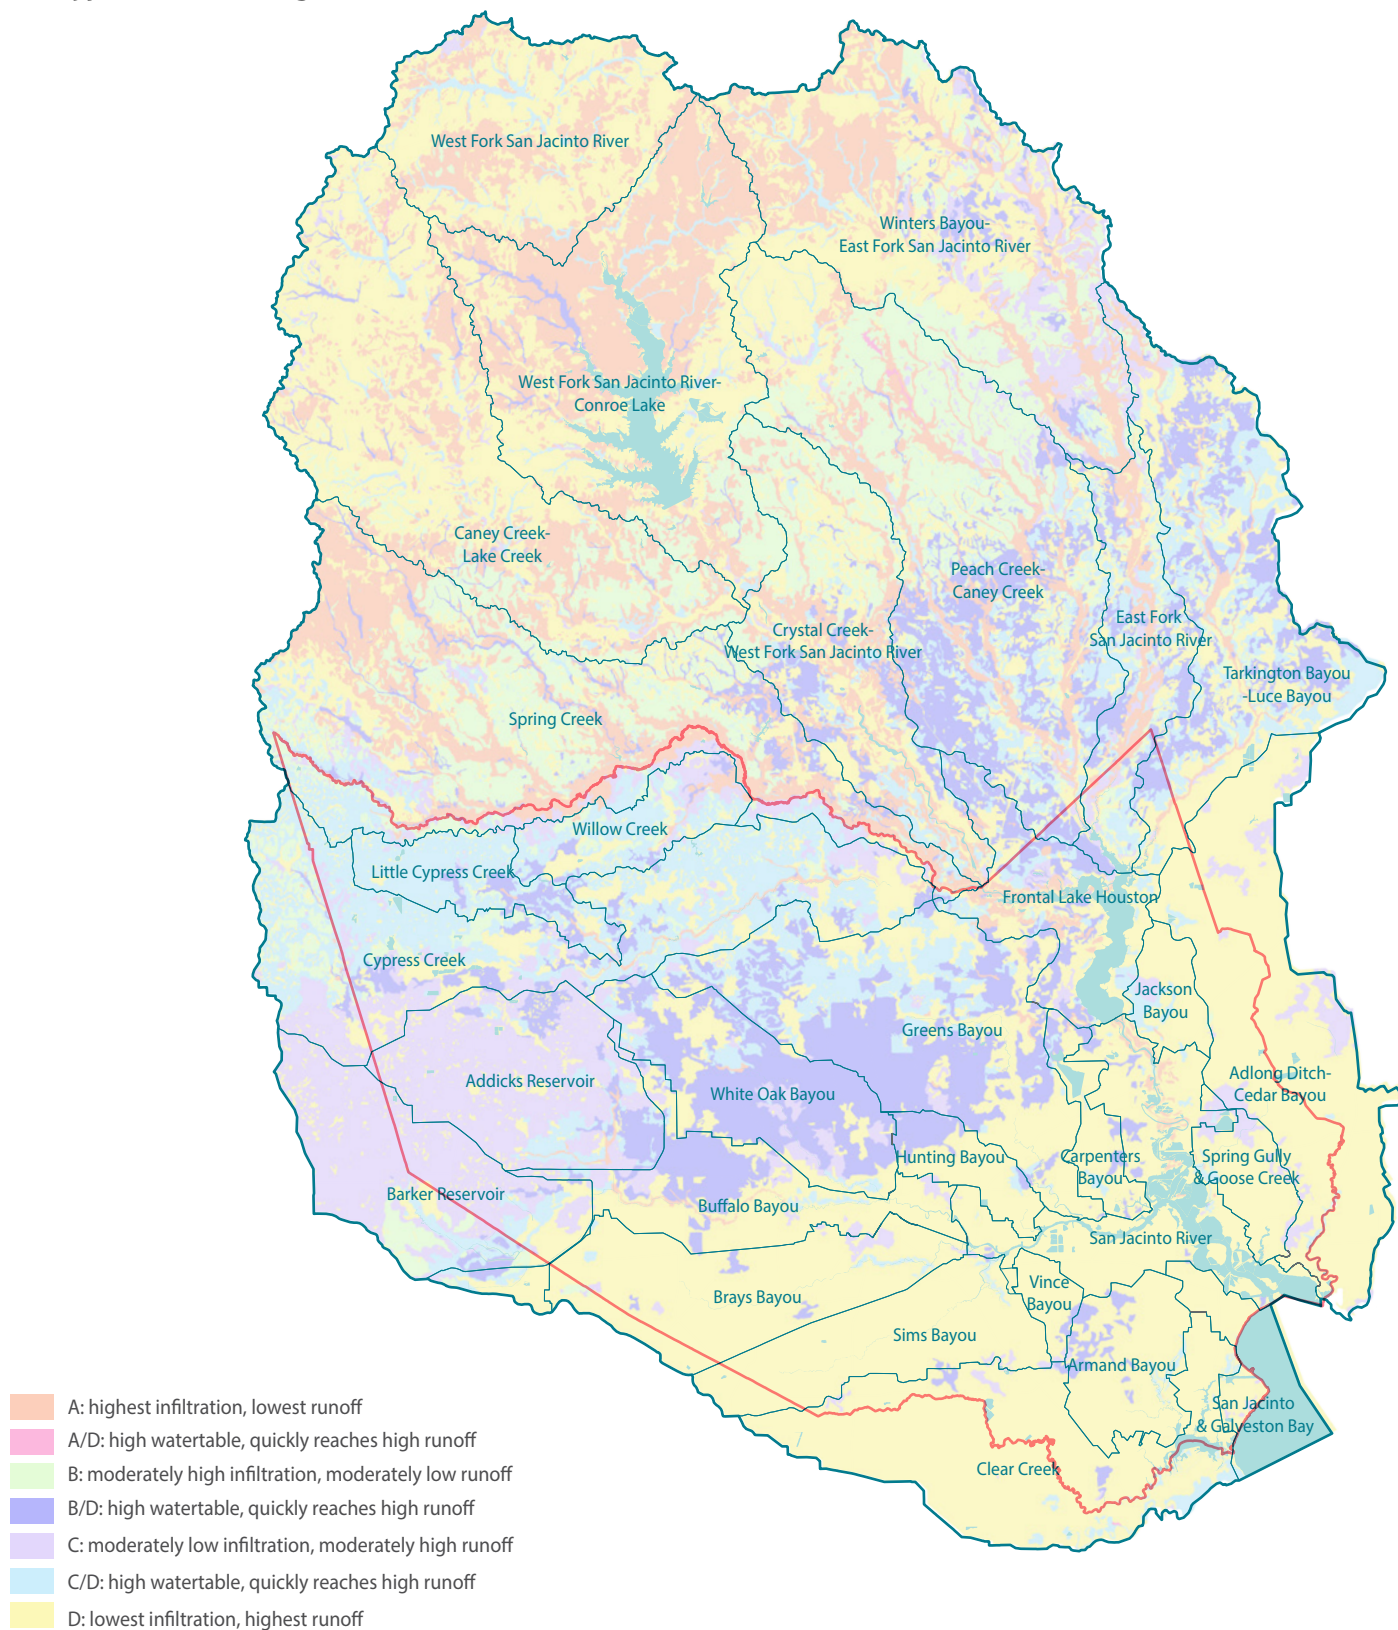 West Fork San Jacinto River
Winters Bayou-
East Fork San Jacinto River
West Fork San Jacinto River-
Conroe Lake
Caney Creek-
Lake Creek
Peach Creek-
Caney Creek
Crystal Creek-
West Fork San Jacinto River
East Fork
San Jacinto River
Tarkington Bayou
-Luce Bayou
Spring Creek
Willow Creek
Little Cypress Creek
Frontal Lake Houston
Cypress Creek
Jackson
Bayou
Greens Bayou
Addicks Reservoir
White Oak Bayou
Adlong Ditch-
Cedar Bayou
Hunting Bayou
Carpenters
Bayou
Spring Gully
& Goose Creek
Barker Reservoir
Buffalo Bayou
San Jacinto River
Vince
Bayou
Brays Bayou
Sims Bayou
Armand Bayou
San Jacinto
& Galveston Bay
Clear Creek
A: highest infiltration, lowest runoff
A/D: high watertable, quickly reaches high runoff
B: moderately high infiltration, moderately low runoff
B/D: high watertable, quickly reaches high runoff
C: moderately low infiltration, moderately high runoff
C/D: high watertable, quickly reaches high runoff
D: lowest infiltration, highest runoff